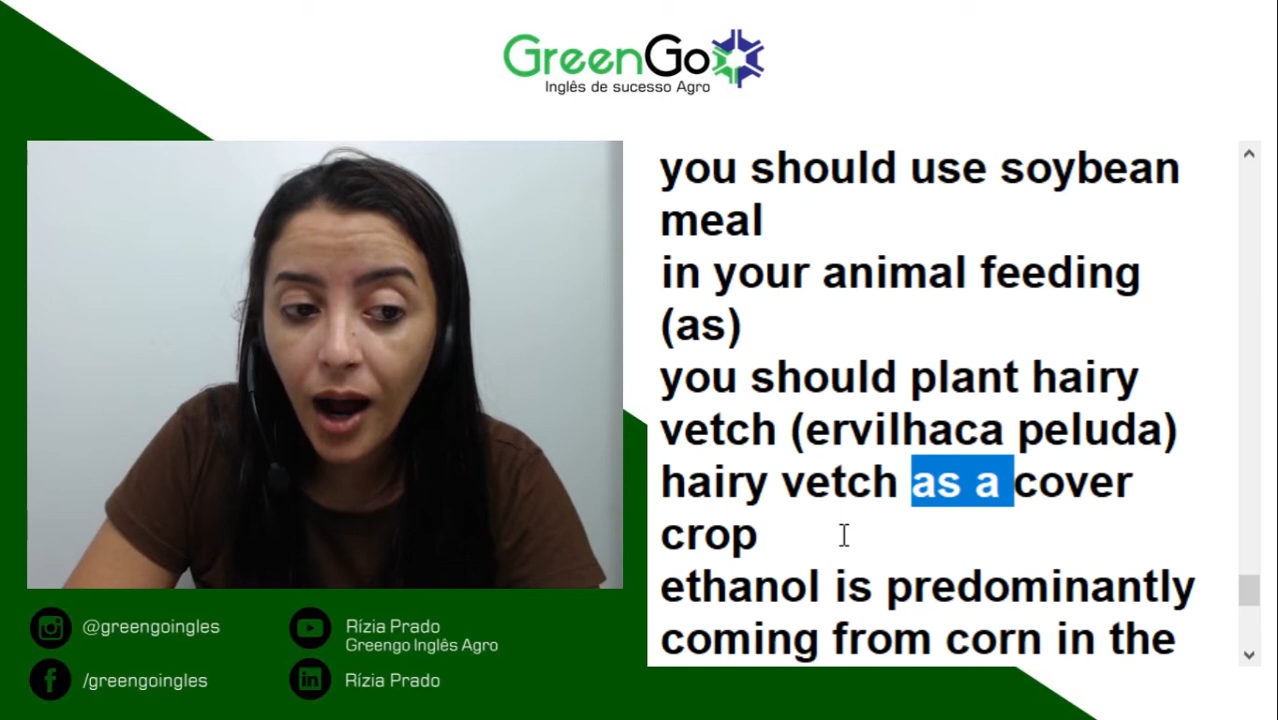 GreenGo
Inglês de sucesso Agro
you should use soybean
meal
in your animal feeding
(as)
you should plant hairy
vetch (ervilhaca peluda)
hairy vetch as a cover
crop
ethanol is predominantly
coming from corn in the
@greengoingles
/greengoingles
Rízia Prado
Greengo Inglês Agro
Rízia Prado